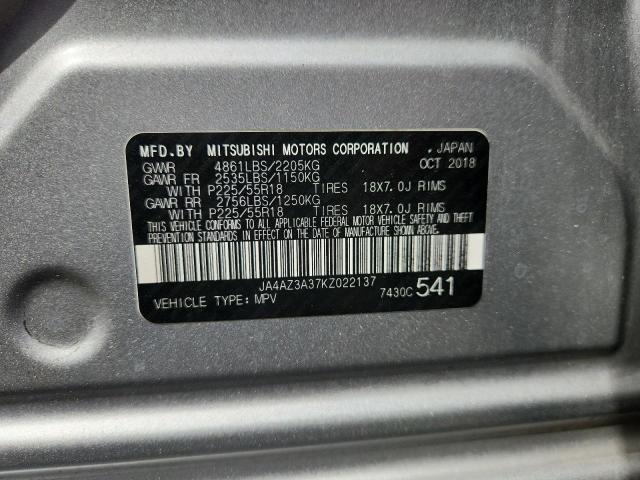 MFD.BY MITSUBISHI MOTORS CORPORATION , JAPAN
GVWR 4861LBS/2205KG OCT 2018
GAWR FR 2535LBS/1150KG
WITH P225/55R18 TIRES 18X7.0J RIMS
GAWR RR 2756LBS/1250KG
WITH P225/55R18 TIRES 18X7.0J RIMS
THIS VEHICLE CONFORMS TO ALL APPLICABLE FEDERAL MOTOR VEHICLE SAFETY AND THEFT
PREVENTION STANDARDS IN EFFECT ON THE DATE OF MANUFACTURE SHOWN ABOVE.
JA4AZ3A37KZ022137
VEHICLE TYPE: MPV 7430C 541